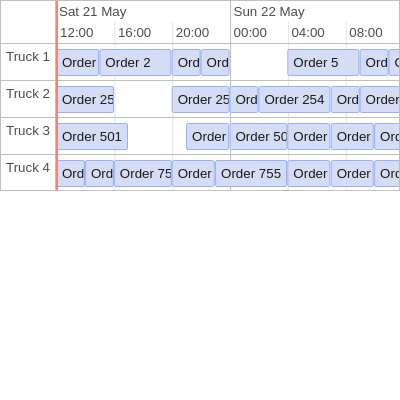 Sat 21 May Sun 22 May
12:00 16:00 20:00 00:00 04:00 08:00
Truck 1 Order Order 2 Ord Ord Order 5 Ord
Truck 2 Order 25 Order 25 Ord Order 254 Ord Order
Truck 3 Order 501 Order Order 50 Order Order Ord
Truck 4 Ord Ord Order 75 Order Order 755 Order Order Ord